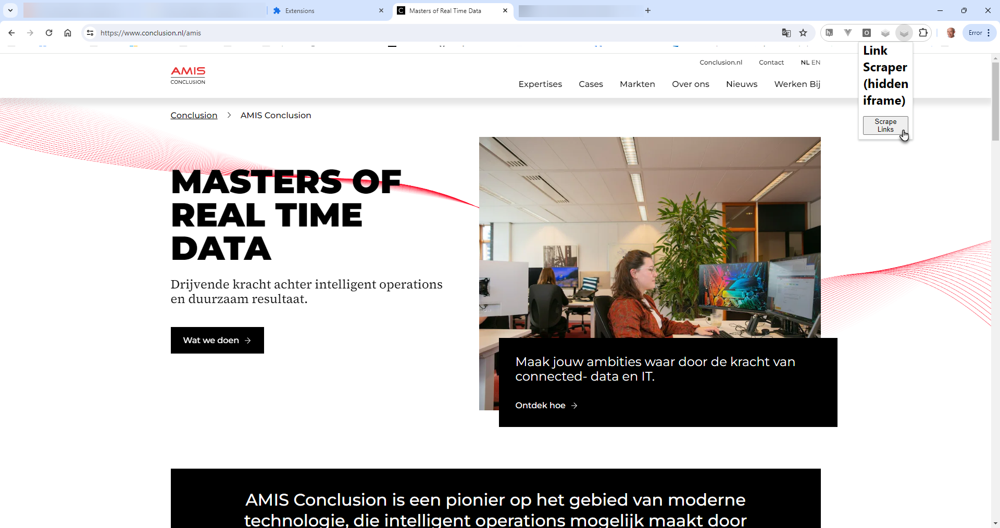 Extensions
Masters of Real Time Data
https://www.conclusion.nl/amis
Error
Link
Scraper
(hidden
iframe)
Scrape
Links
Conclusion.nl
Contact
NL EN
AMIS
CONCLUSION
Expertises
Cases
Markten
Over ons
Nieuws
Werken Bij
Conclusion > AMIS Conclusion
MASTERS OF
REAL TIME
DATA
Drijvende kracht achter intelligent operations
en duurzaam resultaat.
Wat we doen →
Maak jouw ambities waar door de kracht van
connected- data en IT.
Ontdek hoe →
AMIS Conclusion is een pionier op het gebied van moderne
technologie, die intelligent operations mogelijk maakt door